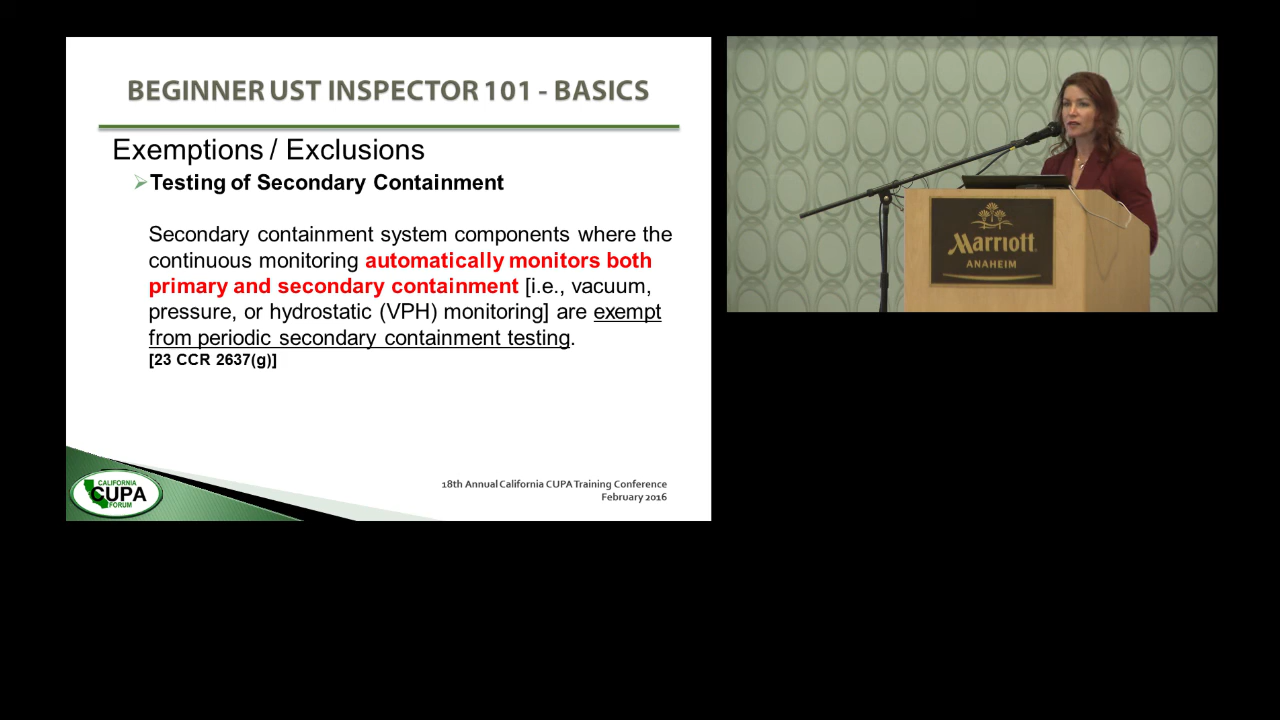 BEGINNER UST INSPECTOR 101 - BASICS
Exemptions / Exclusions
Testing of Secondary Containment
Secondary containment system components where the
continuous monitoring automatically monitors both
primary and secondary containment [i.e., vacuum,
pressure, or hydrostatic (VPH) monitoring] are exempt
from periodic secondary containment testing.
[23 CCR 2637(g)]
18th Annual California CUPA Training Conference
February 2016
CALIFORNIA
CUPA
FORUM
Marriott
ANAHEIM